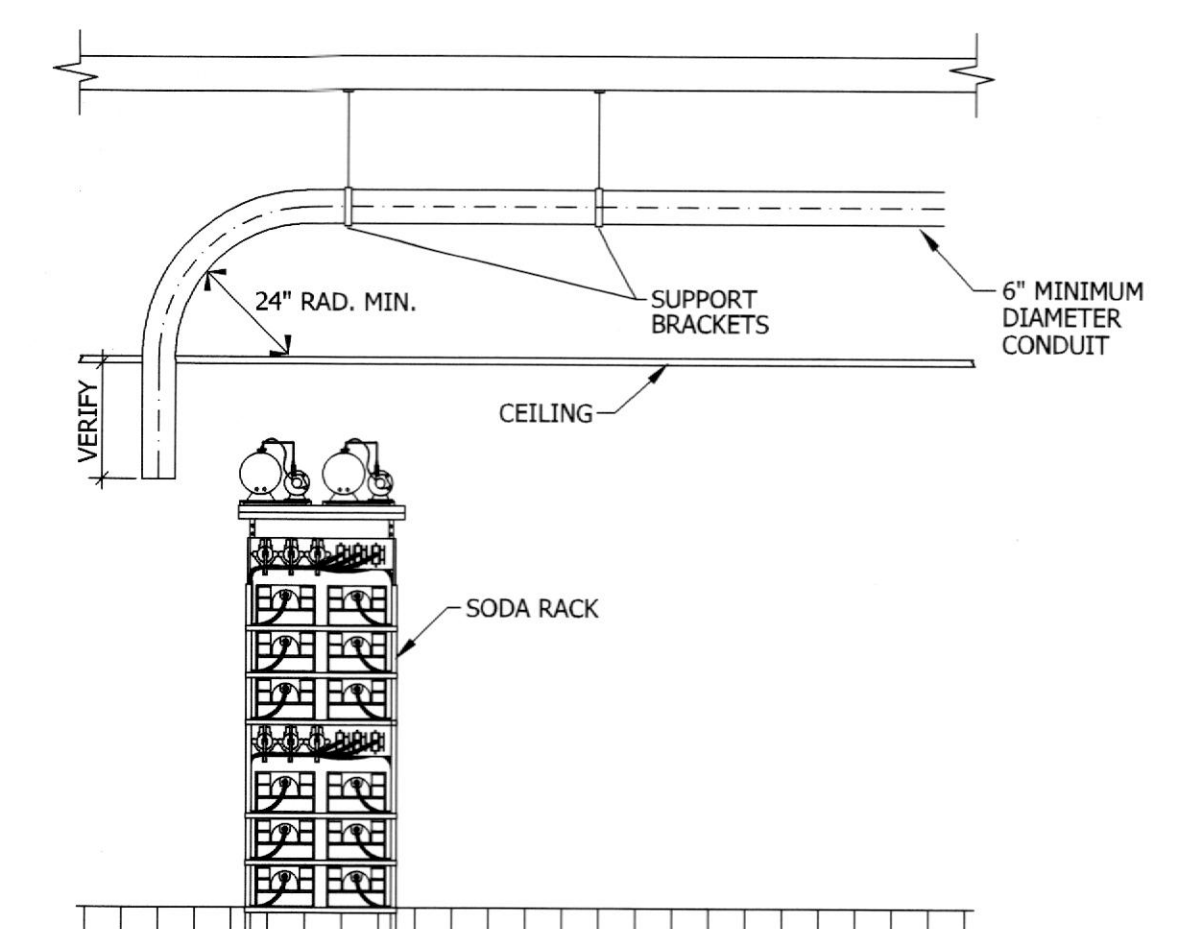 24" RAD. MIN.
SUPPORT
BRACKETS
6" MINIMUM
DIAMETER
CONDUIT
VERIFY
CEILING
SODA RACK